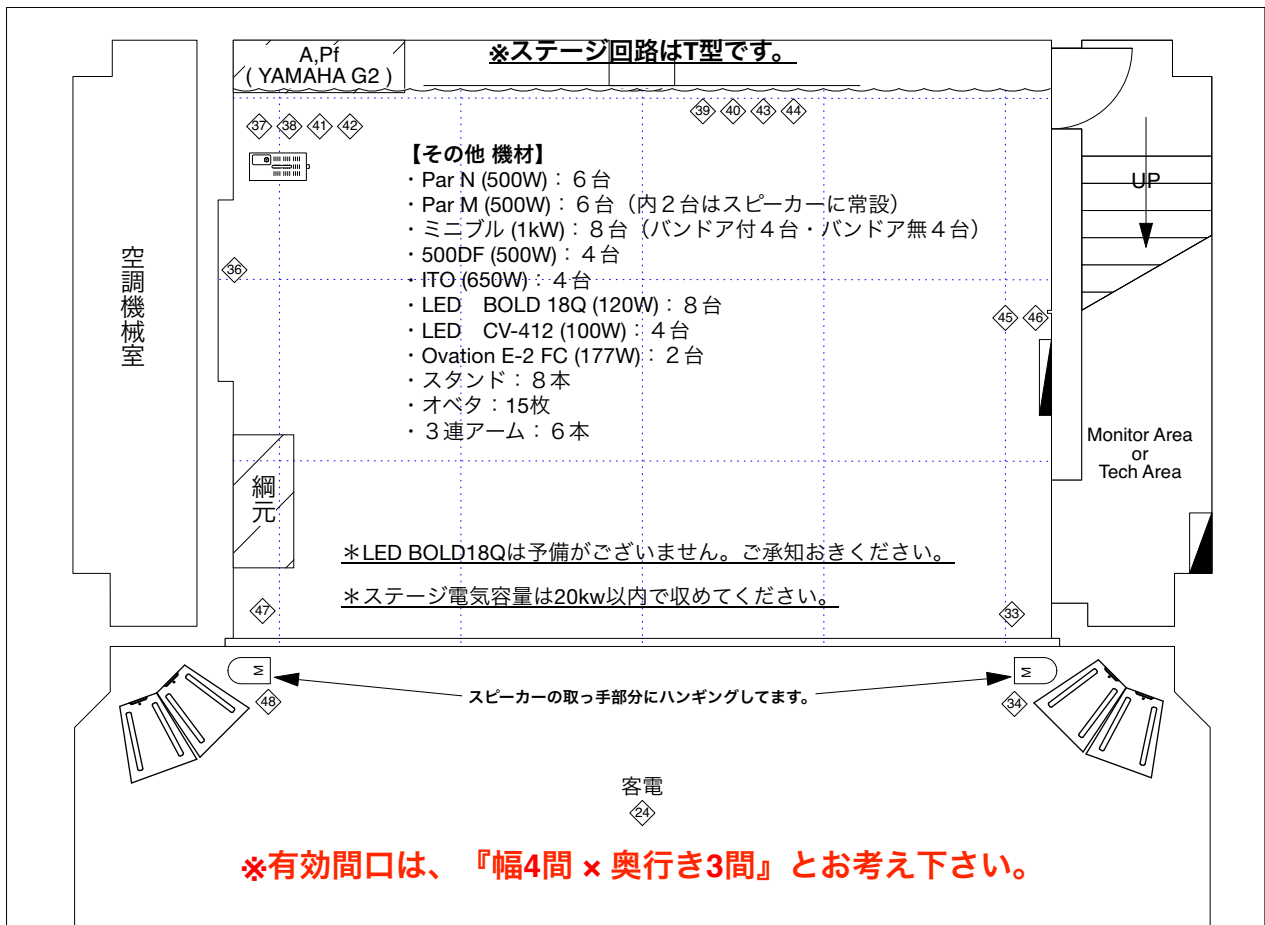 A,Pf
( YAMAHA G2 )
※ステージ回路はT型です。
37 38 41 42
39 40 43 44
【その他 機材】
・Par N (500W)：６台
・Par M (500W)：６台（内２台はスピーカーに常設）
・ミニブル (1kW)：８台（バンドア付４台・バンドア無４台）
・500DF (500W)：４台
・ITO (650W)：４台
・LED　BOLD 18Q (120W)：８台
・LED　CV-412 (100W)：４台
・Ovation E-2 FC (177W)：２台
・スタンド：８本
・オベタ：15枚
・３連アーム：６本
UP
空調機械室
36
45 46
Monitor Area
or
Tech Area
綱元
＊LED BOLD18Qは予備がございません。ご承知おきください。
＊ステージ電気容量は20kw以内で収めてください。
47
33
M
M
スピーカーの取っ手部分にハンギングしてます。
48
34
客電
24
※有効間口は、『幅4間 × 奥行き3間』とお考え下さい。